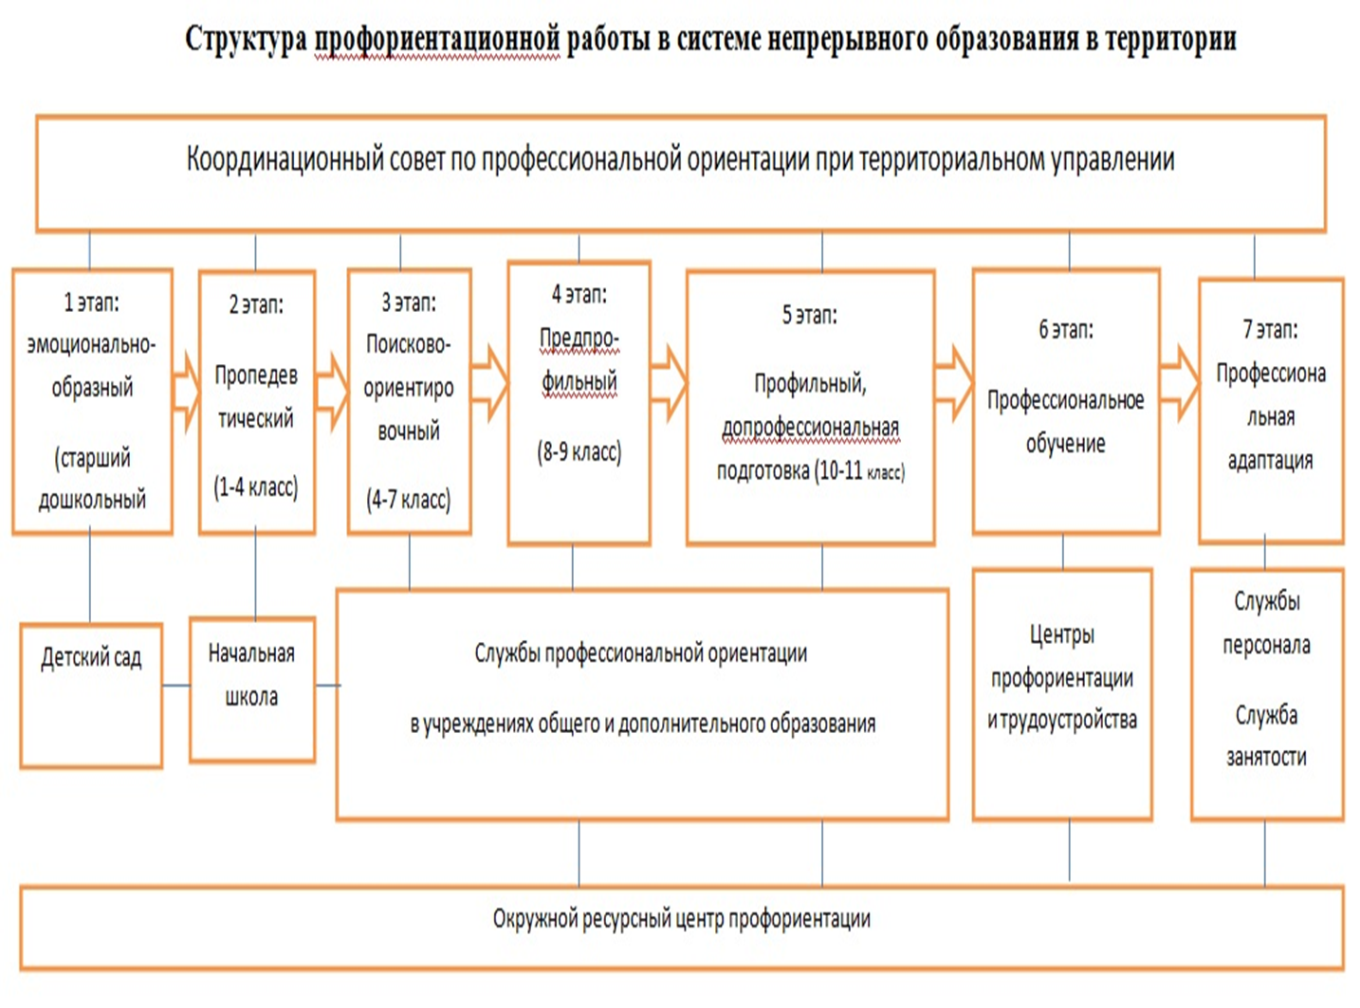 Структура профориентационной работы в системе непрерывного образования в территории
Координационный совет по профессиональной ориентации при территориальном управлении
1 этап:
эмоционально-
образный
(старший
дошкольный
2 этап:
Пропедев
тический
(1-4 класс)
3 этап:
Поисково-
ориентиро
вочный
(4-7 класс)
4 этап:
Предпро-
фильный
(8-9 класс)
5 этап:
Профильный,
допрофессиональная
подготовка (10-11 класс)
6 этап:
Профессиональное
обучение
7 этап:
Профессиона
льная
адаптация
Детский сад
Начальная
школа
Службы профессиональной ориентации
в учреждениях общего и дополнительного образования
Центры
профориентации
и трудоустройства
Службы
персонала
Служба
занятости
Окружной ресурсный центр профориентации